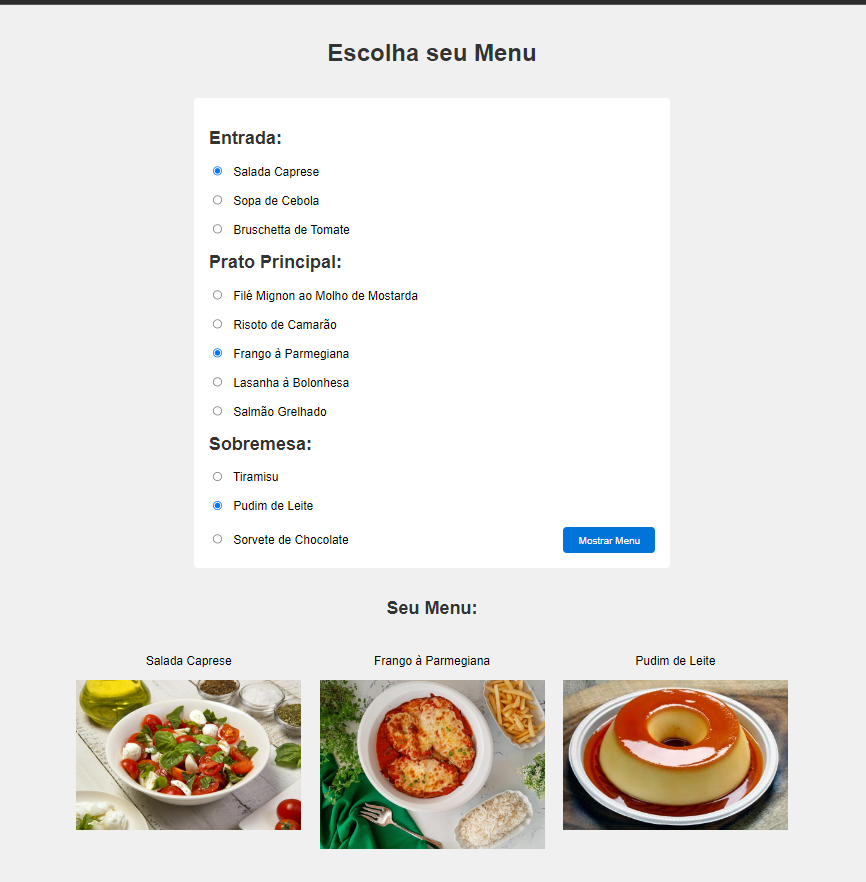 Escolha seu Menu
Entrada:
Salada Caprese
Sopa de Cebola
Bruschetta de Tomate
Prato Principal:
Filé Mignon ao Molho de Mostarda
Risoto de Camarão
Frango à Parmegiana
Lasanha à Bolonhesa
Salmão Grelhado
Sobremesa:
Tiramisu
Pudim de Leite
Sorvete de Chocolate
Mostrar Menu
Seu Menu:
Salada Caprese
Frango à Parmegiana
Pudim de Leite